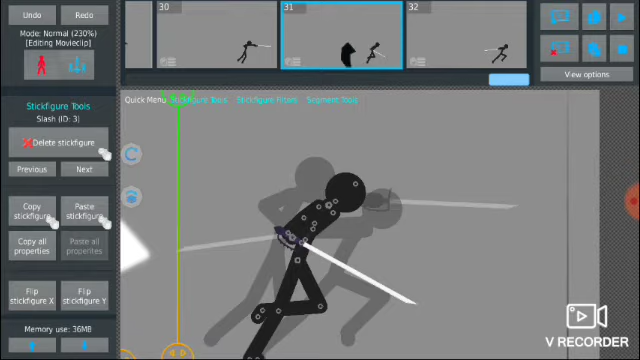 Undo
Redo
Mode: Normal (230%)
[Editing Movieclip]
Stickfigure Tools
Slash (ID: 3)
Delete stickfigure
Previous
Next
Copy stickfigure
Paste stickfigure
Copy all properties
Paste all properties
Flip stickfigure X
Flip stickfigure Y
Memory use: 36MB
30
31
32
View options
Quick Menu Stickfigure Tools Stickfigure Filters Segment Tools
V RECORDER